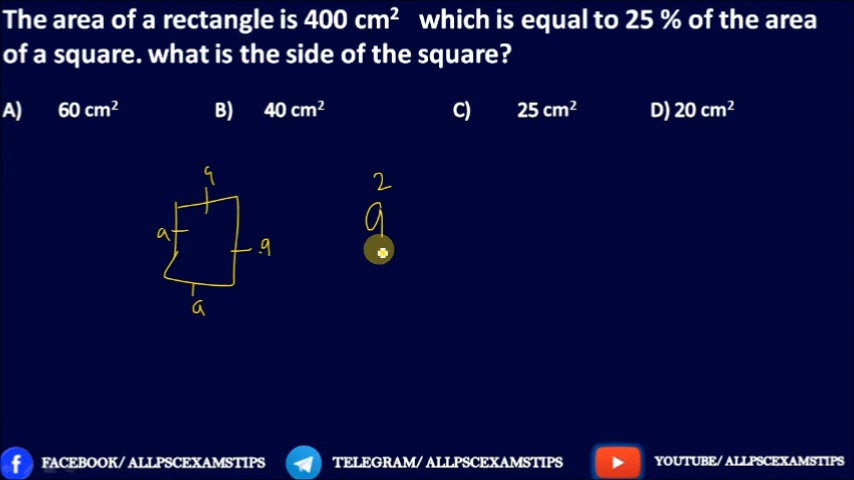 The area of a rectangle is 400 cm² which is equal to 25 % of the area
of a square. what is the side of the square?
A) 60 cm² B) 40 cm² C) 25 cm² D) 20 cm²
a
a a
a
a²
FACEBOOK/ ALLPSCEXAMSTIPS TELEGRAM/ ALLPSCEXAMSTIPS YOUTUBE/ ALLPSCEXAMSTIPS